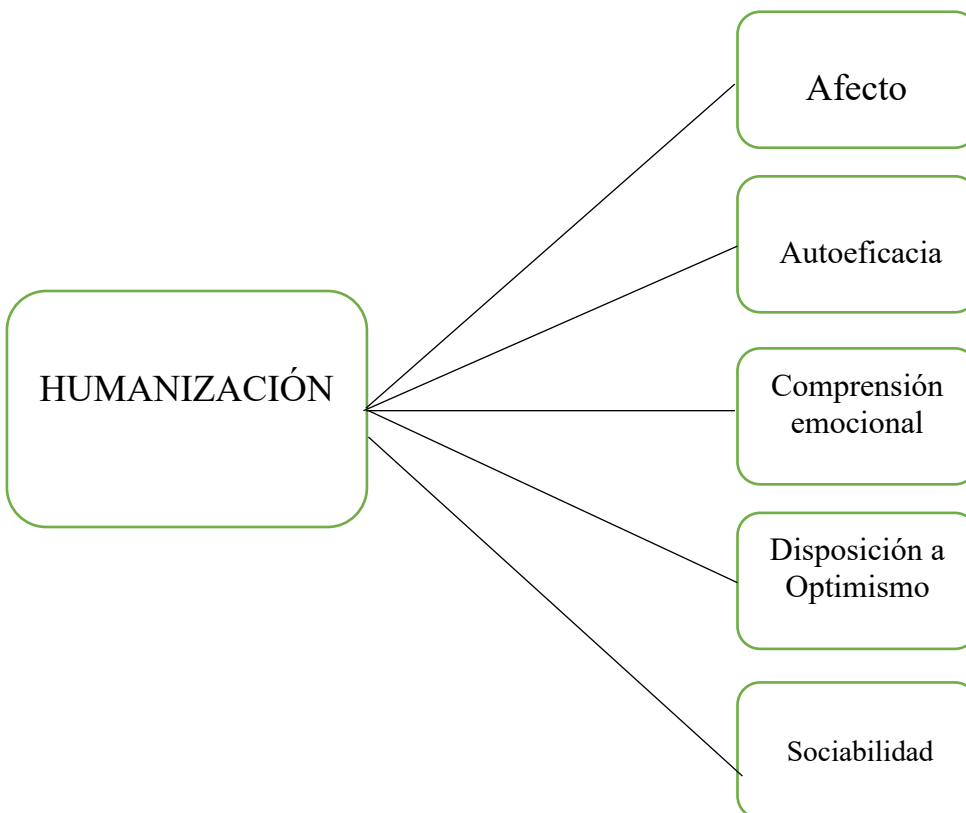 Afecto
Autoeficacia
HUMANIZACIÓN
Comprensión
emocional
Disposición a
Optimismo
Sociabilidad